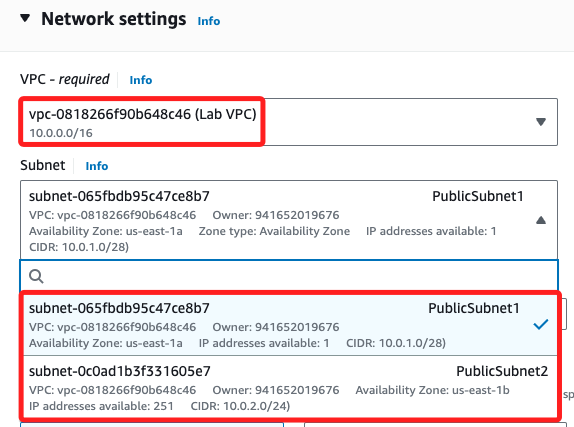 Network settings Info
VPC - required Info
vpc-0818266f90b648c46 (Lab VPC)
10.0.0.0/16
Subnet Info
subnet-065fbdb95c47ce8b7 PublicSubnet1
VPC: vpc-0818266f90b648c46 Owner: 941652019676
Availability Zone: us-east-1a Zone type: Availability Zone IP addresses available: 1
CIDR: 10.0.1.0/28)
subnet-065fbdb95c47ce8b7 PublicSubnet1
VPC: vpc-0818266f90b648c46 Owner: 941652019676
Availability Zone: us-east-1a IP addresses available: 1 CIDR: 10.0.1.0/28)
subnet-0c0ad1b3f331605e7 PublicSubnet2
VPC: vpc-0818266f90b648c46 Owner: 941652019676 Availability Zone: us-east-1b
IP addresses available: 251 CIDR: 10.0.2.0/24)